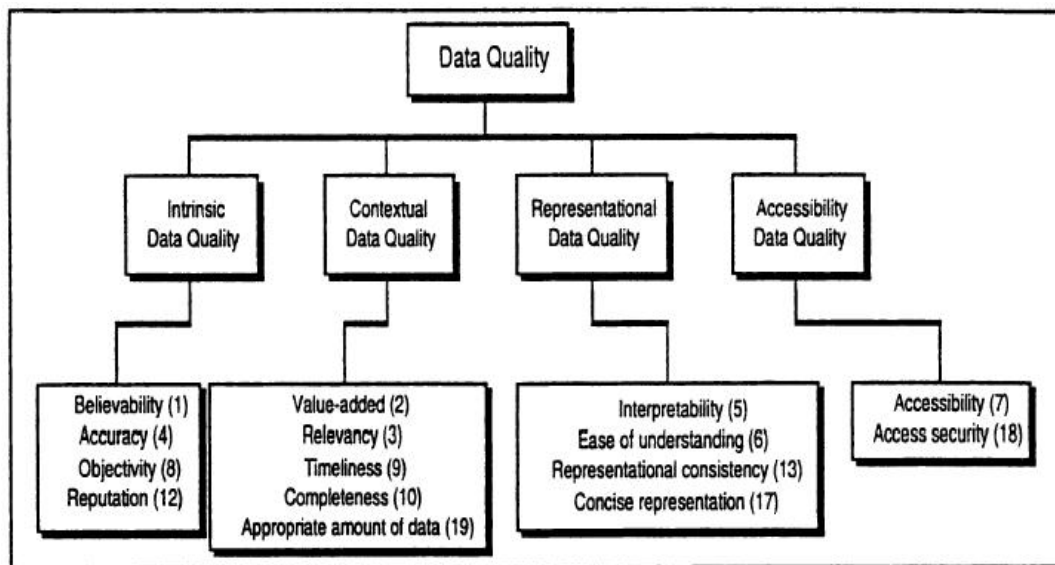 Data Quality
Intrinsic
Data Quality
Contextual
Data Quality
Representational
Data Quality
Accessibility
Data Quality
Believability (1)
Accuracy (4)
Objectivity (8)
Reputation (12)
Value-added (2)
Relevancy (3)
Timeliness (9)
Completeness (10)
Appropriate amount of data (19)
Interpretability (5)
Ease of understanding (6)
Representational consistency (13)
Concise representation (17)
Accessibility (7)
Access security (18)